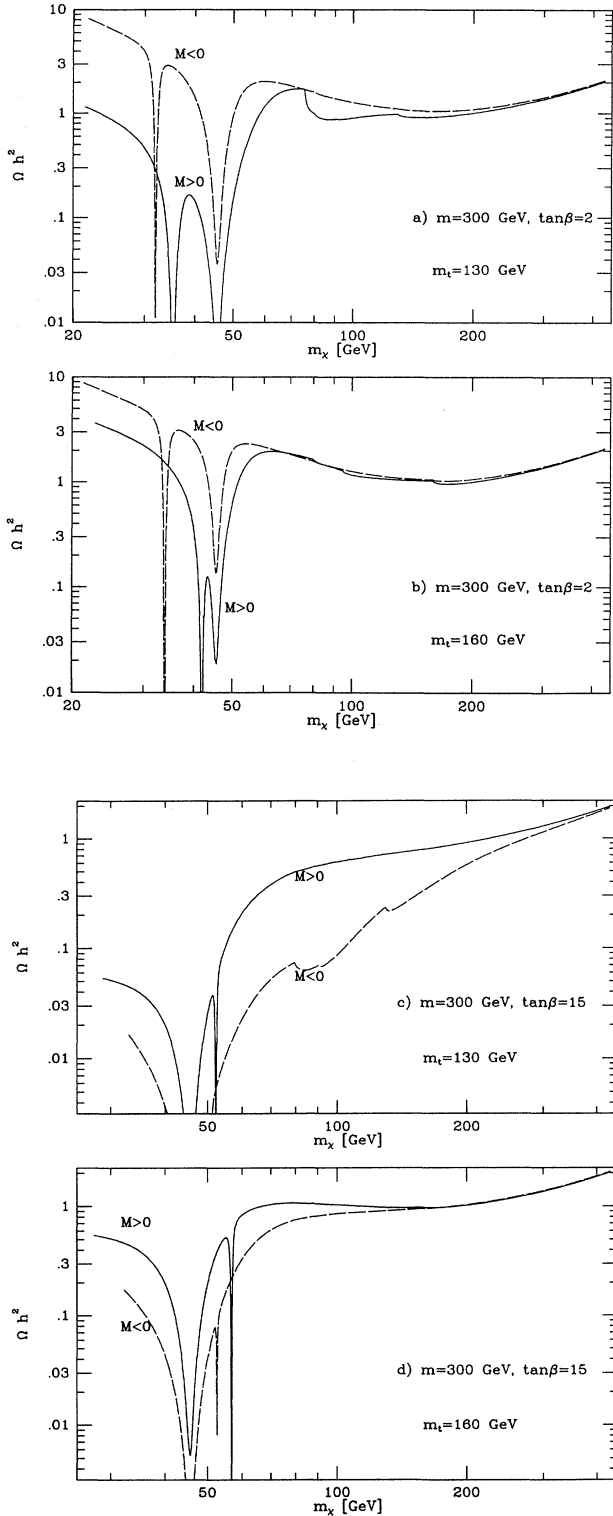 10
3
1
.3
.1
.03
.01
Ω h²
M<0
M>0
a) m=300 GeV, tanβ=2
m_t=130 GeV
20
50
100
200
m_χ [GeV]
10
3
1
.3
.1
.03
.01
Ω h²
M<0
M>0
b) m=300 GeV, tanβ=2
m_t=160 GeV
20
50
100
200
m_χ [GeV]
1
.3
.1
.03
.01
Ω h²
M>0
M<0
c) m=300 GeV, tanβ=15
m_t=130 GeV
50
100
200
m_χ [GeV]
1
.3
.1
.03
.01
Ω h²
M>0
M<0
d) m=300 GeV, tanβ=15
m_t=160 GeV
50
100
200
m_χ [GeV]